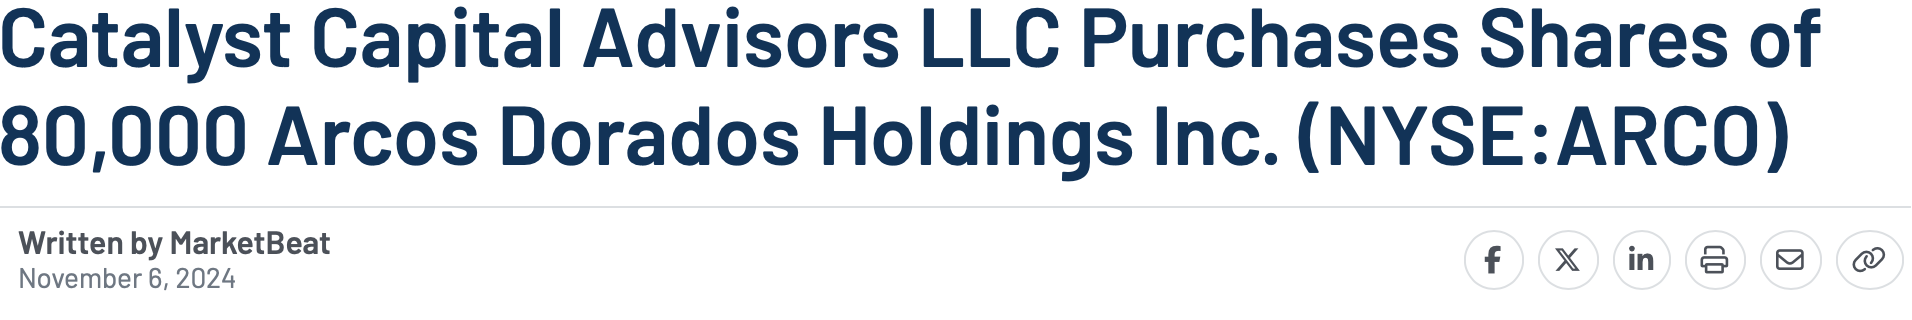 Catalyst Capital Advisors LLC Purchases Shares of
80,000 Arcos Dorados Holdings Inc. (NYSE:ARCO)
Written by MarketBeat
November 6, 2024